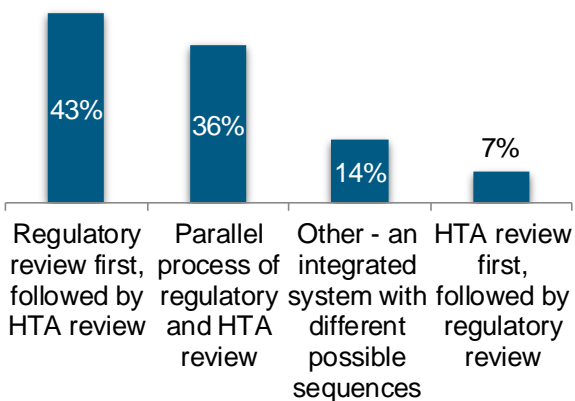 43%
36%
14%
7%
Regulatory
review first,
followed by
HTA review
Parallel
process of
regulatory
and HTA
review
Other - an
integrated
system with
different
possible
sequences
HTA review
first,
followed by
regulatory
review